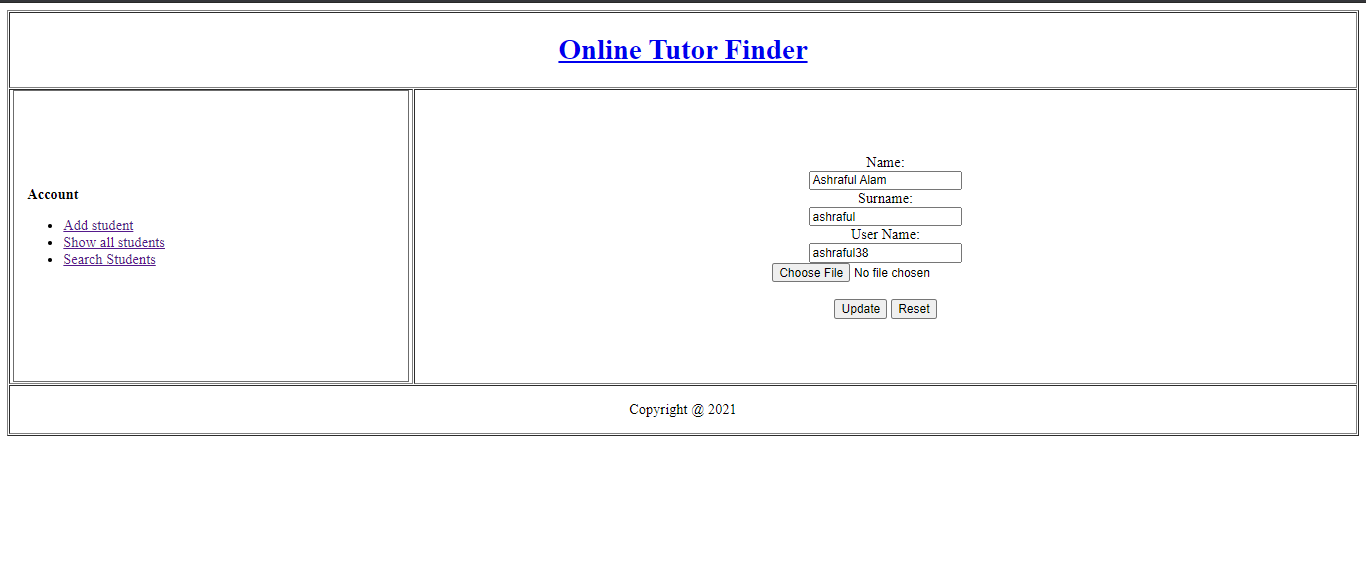 Online Tutor Finder
Account
Add student
Show all students
Search Students
Name:
Ashraful Alam
Surname:
ashraful
User Name:
ashraful38
Choose File No file chosen
Update Reset
Copyright @ 2021